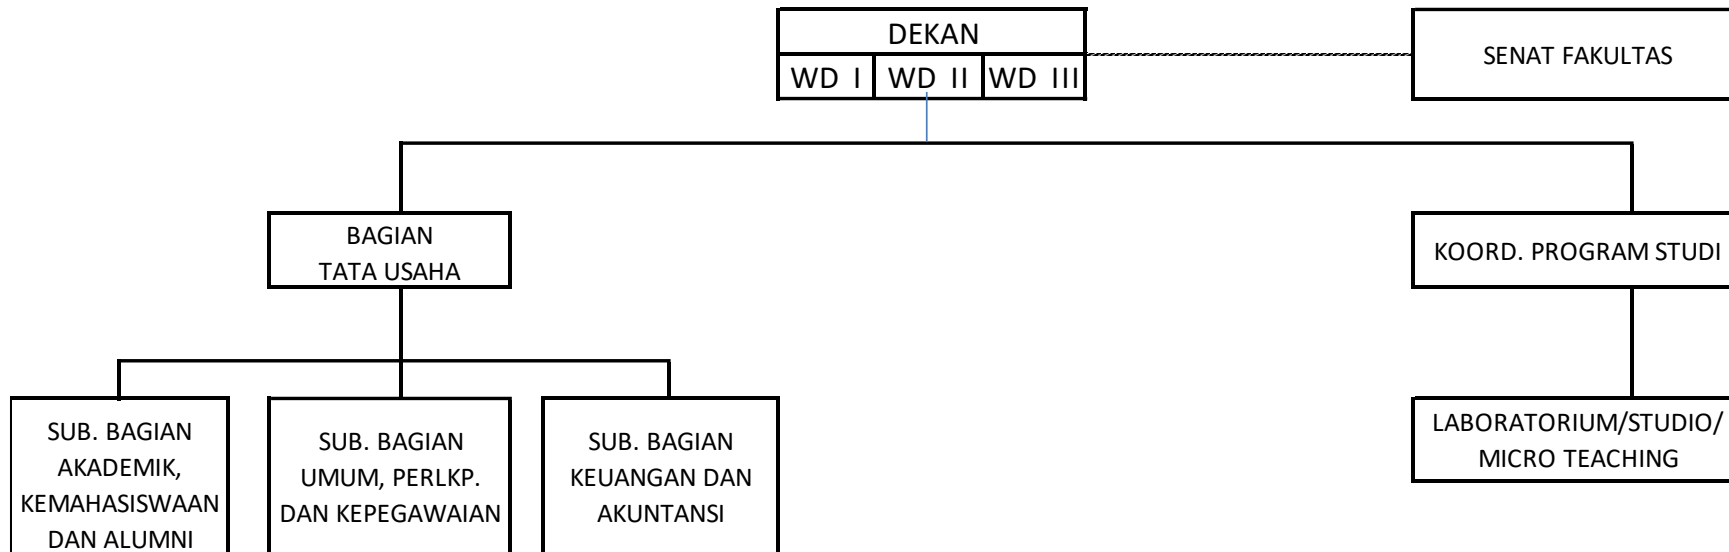 DEKAN
WD I WD II WD III
SENAT FAKULTAS
BAGIAN
TATA USAHA
KOORD. PROGRAM STUDI
SUB. BAGIAN
AKADEMIK,
KEMAHASISWAAN
DAN ALUMNI
SUB. BAGIAN
UMUM, PERLKP.
DAN KEPEGAWAIAN
SUB. BAGIAN
KEUANGAN DAN
AKUNTANSI
LABORATORIUM/STUDIO/
MICRO TEACHING